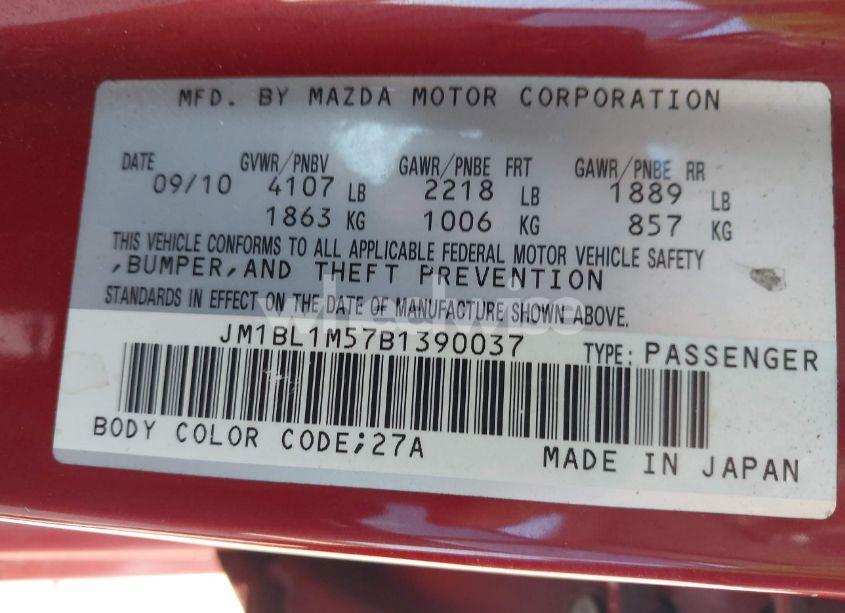 MFD. BY MAZDA MOTOR CORPORATION
DATE GVWR/PNBV GAWR/PNBE FRT GAWR/PNBE RR
09/10 4107 LB 2218 LB 1889 LB
1863 KG 1006 KG 857 KG
THIS VEHICLE CONFORMS TO ALL APPLICABLE FEDERAL MOTOR VEHICLE SAFETY
,BUMPER,AND THEFT PREVENTION
STANDARDS IN EFFECT ON THE DATE OF MANUFACTURE SHOWN ABOVE.
JM1BL1M57B1390037 TYPE: PASSENGER
BODY COLOR CODE;27A
MADE IN JAPAN